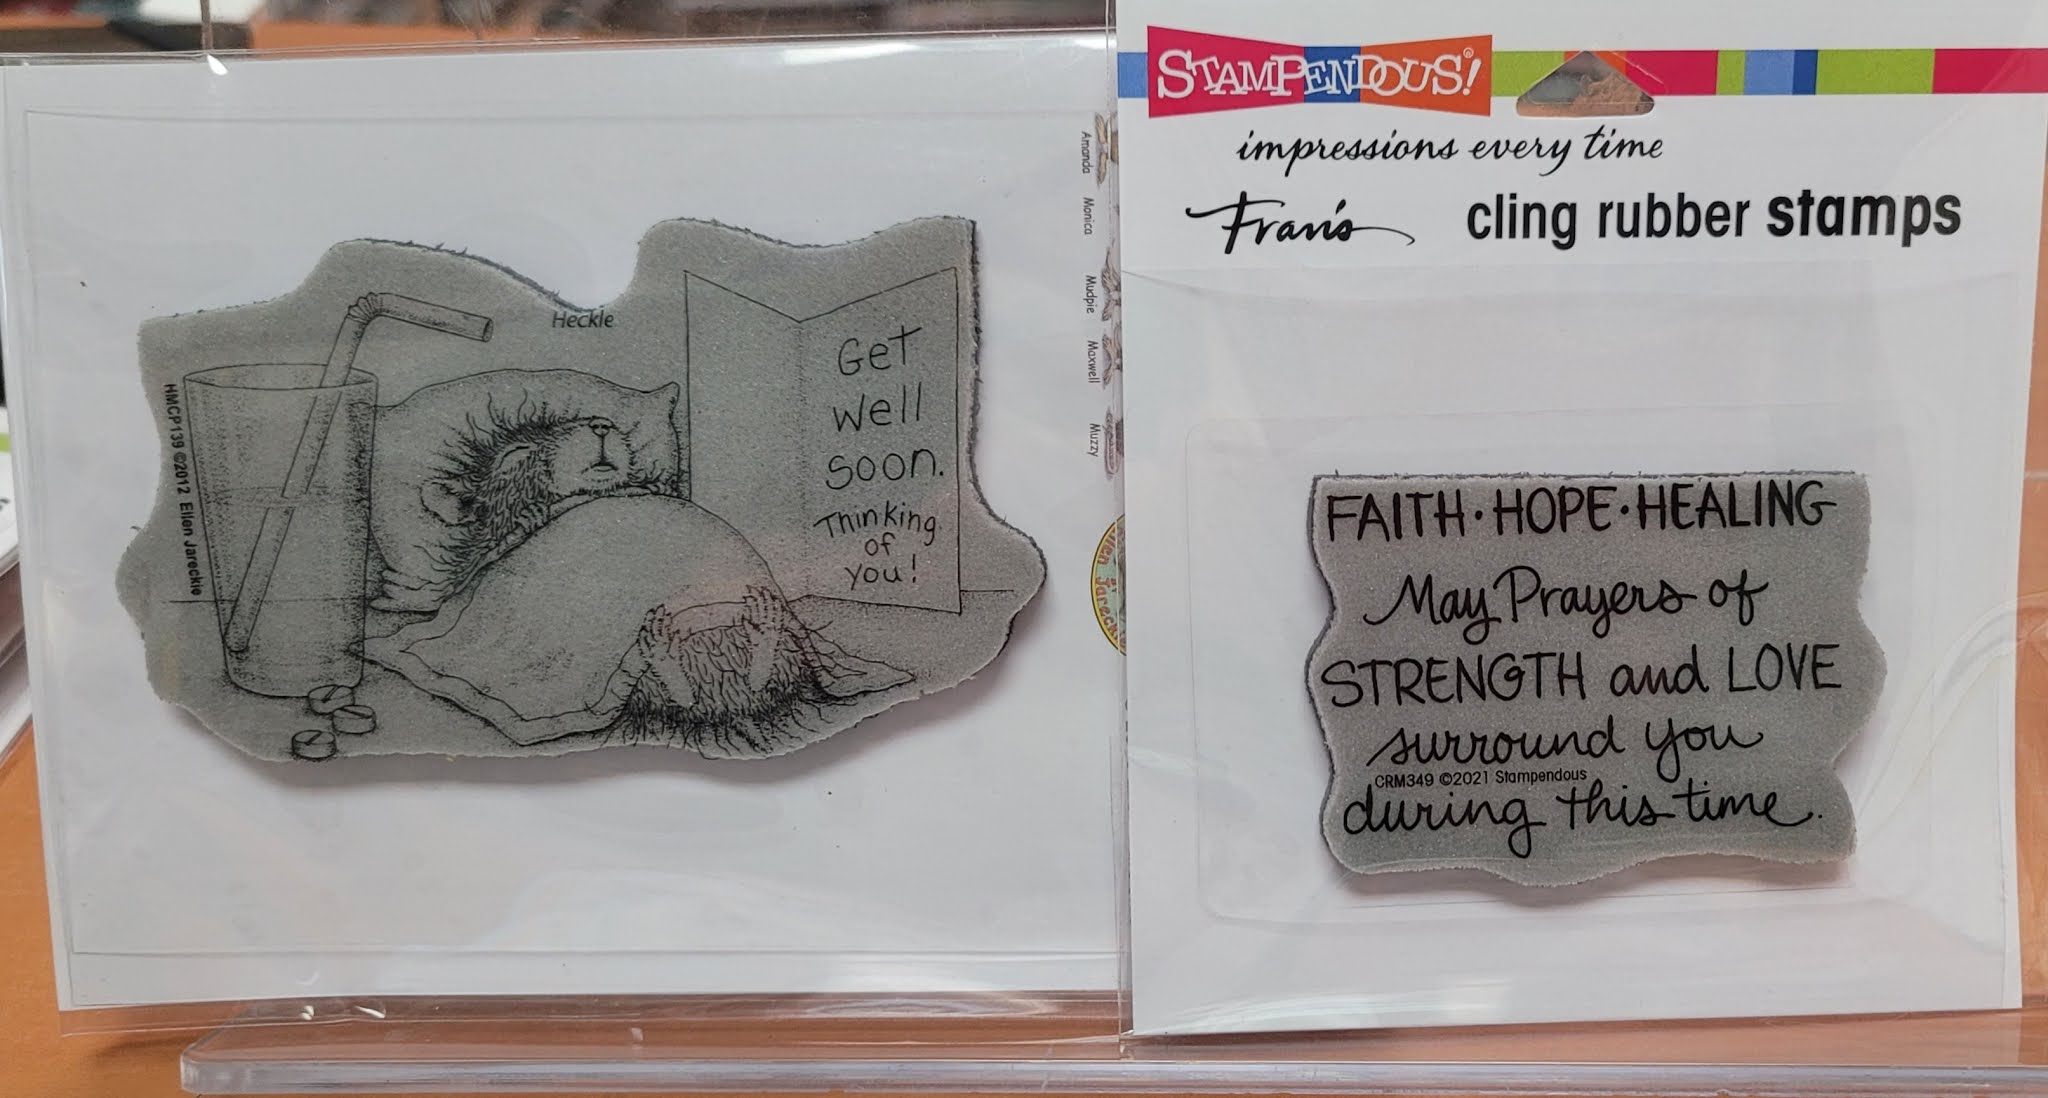 Heckle
Get
Well
Soon.
Thinking
of
you!
HMCP139 ©2012 Ellen Jareckie
Amanda
Monica
Mudpie
Maxwell
Muzzy
Ellen Jareckie
STAMPENDOUS!®
impressions every time
Fran's cling rubber stamps
FAITH·HOPE·HEALING
May Prayers of
STRENGTH and LOVE
surround you
CRM349 ©2021 Stampendous
during this time.